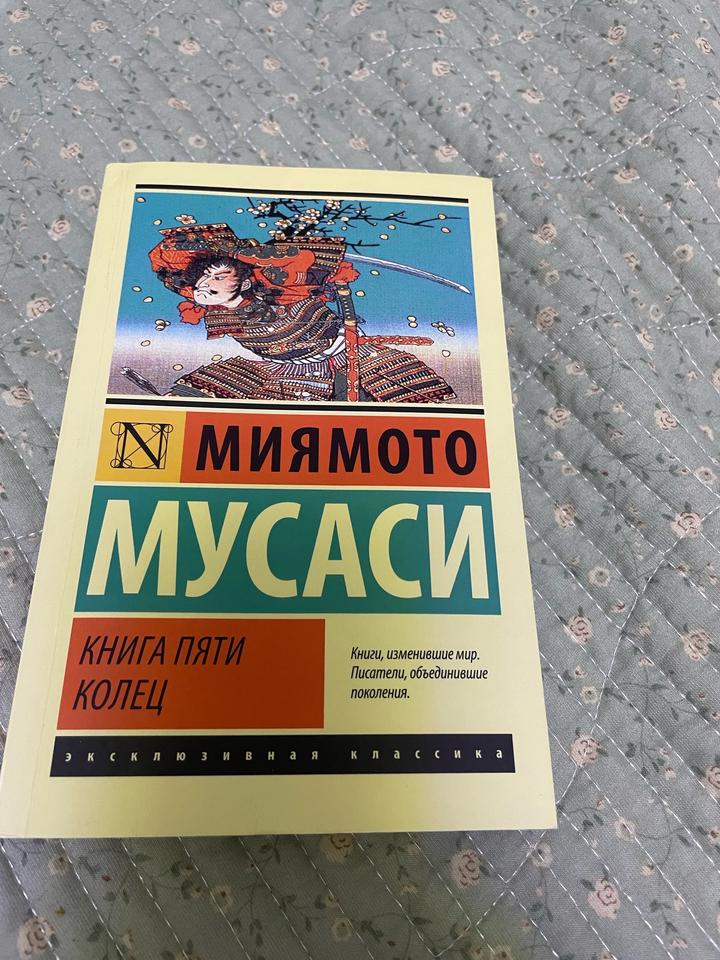 N
МИЯМОТО
МУСАСИ
КНИГА ПЯТИ
КОЛЕЦ
Книги, изменившие мир.
Писатели, объединившие
поколения.
эксклюзивная классика